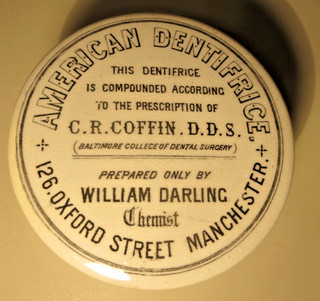 AMERICAN DENTIFRICE.
THIS DENTIFRICE
IS COMPOUNDED ACCORDING
TO THE PRESCRIPTION OF
C.R.COFFIN.D.D.S.
(BALTIMORE COLLEGE OF DENTAL SURGERY)
PREPARED ONLY BY
WILLIAM DARLING
Chemist
126.OXFORD STREET MANCHESTER.